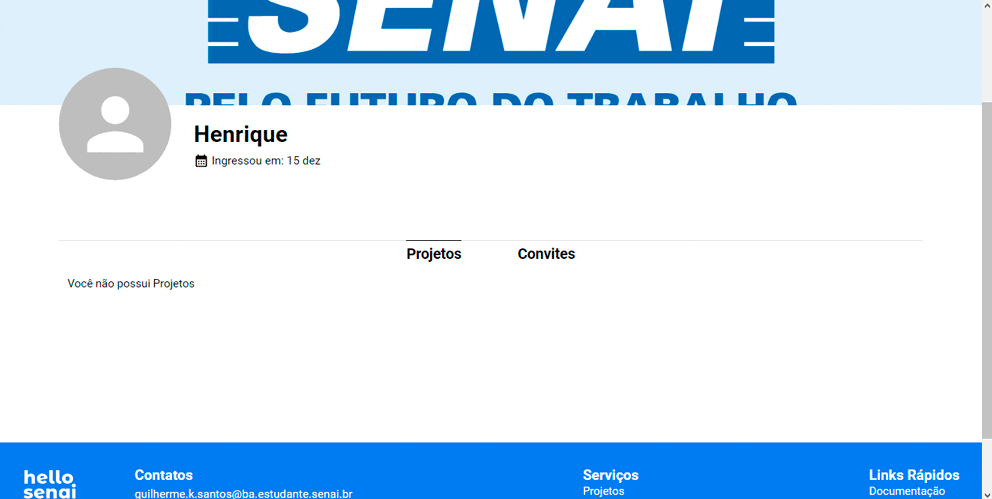 SENAI
PELO FUTURO DO TRABALHO
Henrique
Ingressou em: 15 dez
Projetos
Convites
Você não possui Projetos
hello
senai
Contatos
guilherme.k.santos@ba.estudante.senai.br
Serviços
Projetos
Links Rápidos
Documentação